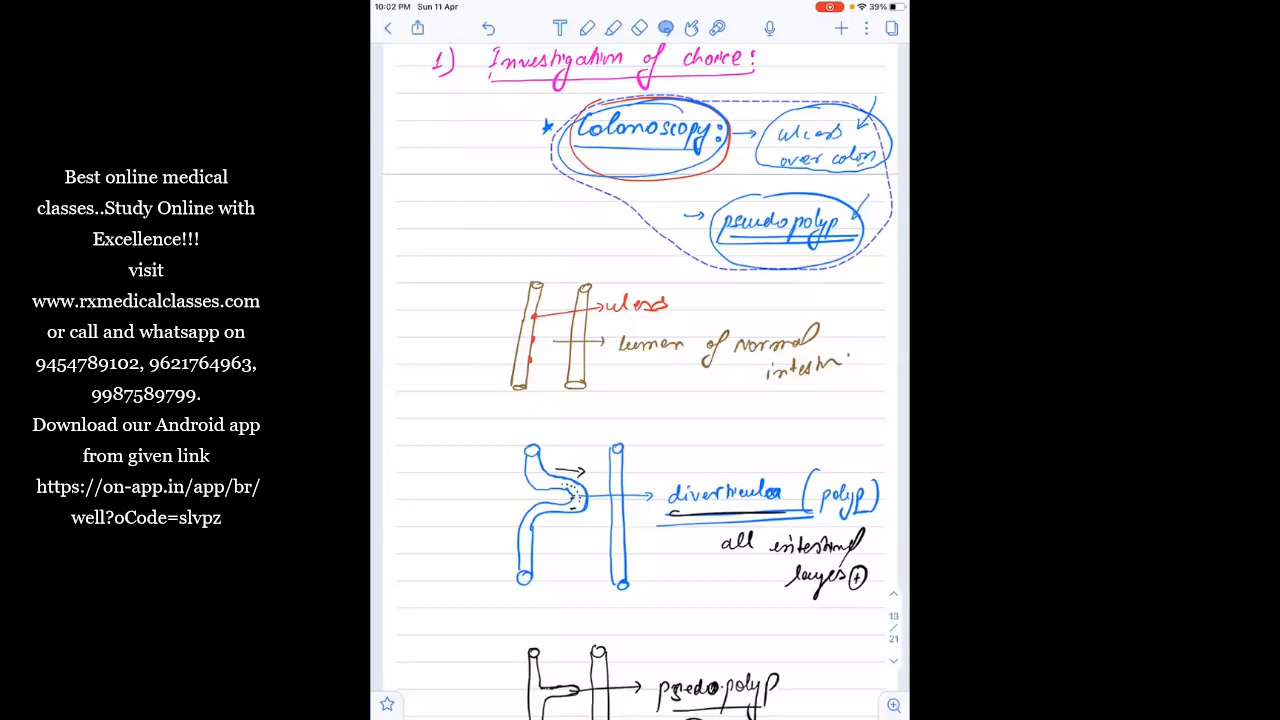 10:02 PM Sun 11 Apr
39%
1) Investigation of choice:
Colonoscopy:
ulcers
over colon
pseudopolyp
ulcers
lumen of normal
intestin
diverticula (polyp)
all intestinal
layers +
13
/
21
psedo.polyp
Best online medical
classes..Study Online with
Excellence!!!
visit
www.rxmedicalclasses.com
or call and whatsapp on
9454789102, 9621764963,
9987589799.
Download our Android app
from given link
https://on-app.in/app/br/
well?oCode=slvpz